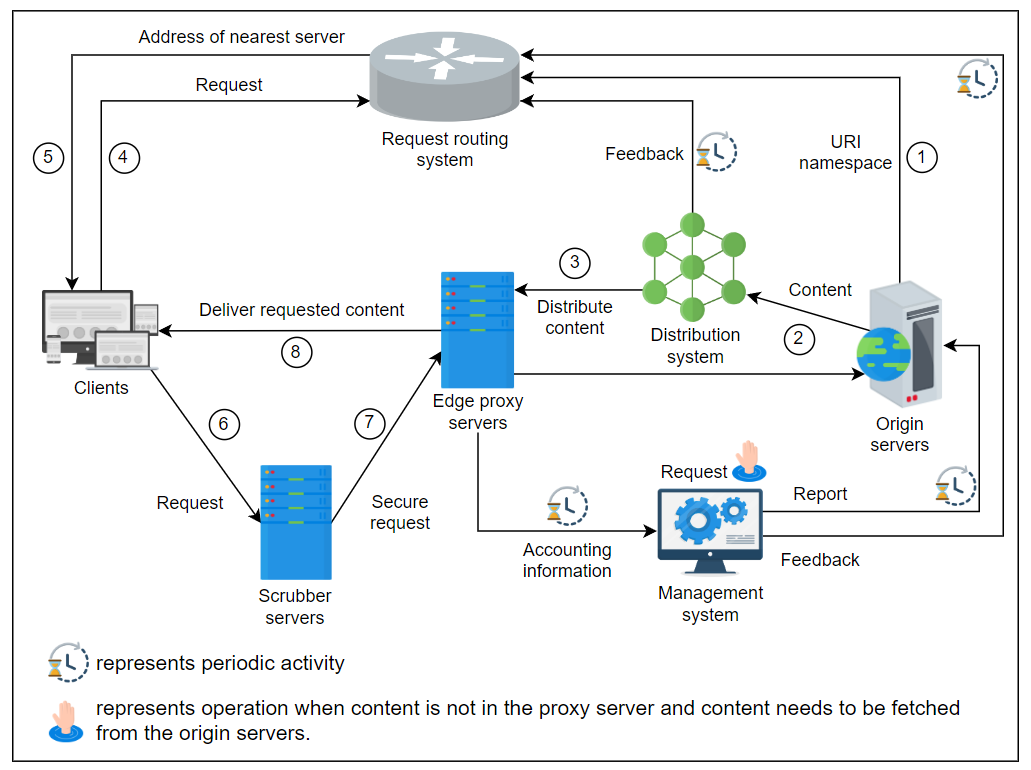 Address of nearest server
Request
Request routing
system
5
4
Feedback
URI
namespace
1
3
Distribute
content
Content
2
Distribution
system
Deliver requested content
8
Clients
Edge proxy
servers
Origin
servers
6
7
Request
Secure
request
Scrubber
servers
Accounting
information
Request
Report
Feedback
Management
system
represents periodic activity
represents operation when content is not in the proxy server and content needs to be fetched
from the origin servers.